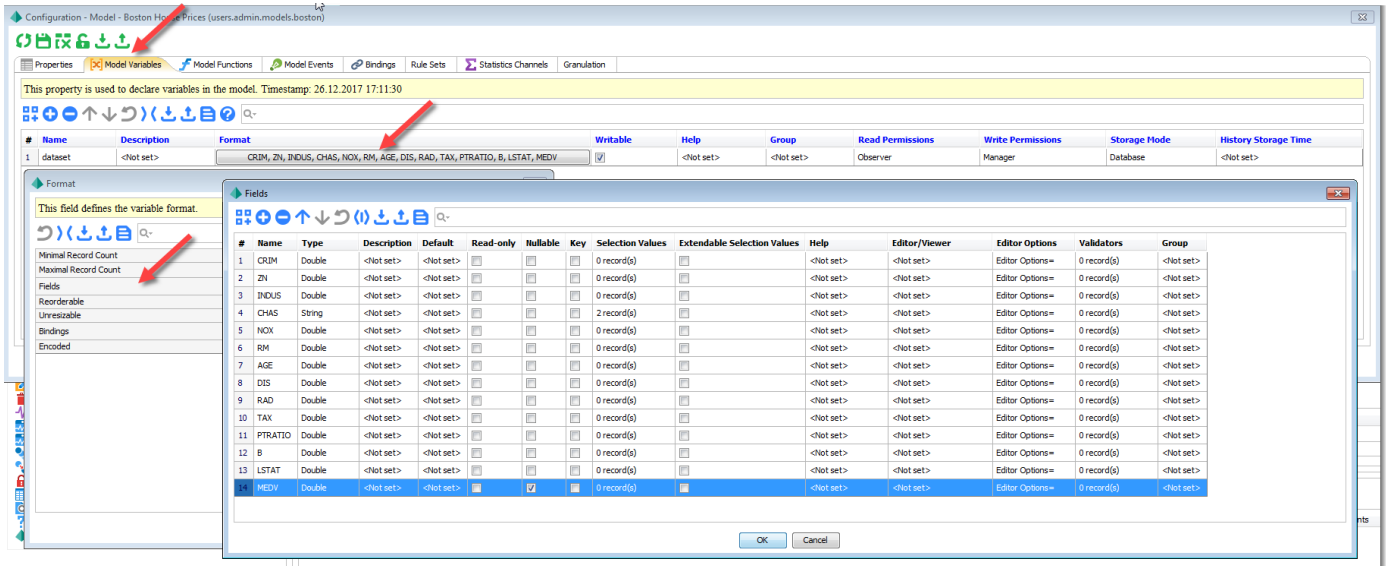 Configuration - Model - Boston Ho e Prices (users.admin.models.boston)
Properties Model Variables Model Functions Model Events Bindings Rule Sets Statistics Channels Granulation
This property is used to declare variables in the model. Timestamp: 26.12.2017 17:11:30
# Name Description Format Writable Help Group Read Permissions Write Permissions Storage Mode History Storage Time
1 dataset <Not set> CRIM, ZN, INDUS, CHAS, NOX, RM, AGE, DIS, RAD, TAX, PTRATIO, B, LSTAT, MEDV <Not set> <Not set> Observer Manager Database <Not set>
Format
This field defines the variable format.
Minimal Record Count
Maximal Record Count
Fields
Reorderable
Unresizable
Bindings
Encoded
Fields
# Name Type Description Default Read-only Nullable Key Selection Values Extendable Selection Values Help Editor/Viewer Editor Options Validators Group
1 CRIM Double <Not set> <Not set> 0 record(s) <Not set> <Not set> Editor Options= 0 record(s) <Not set>
2 ZN Double <Not set> <Not set> 0 record(s) <Not set> <Not set> Editor Options= 0 record(s) <Not set>
3 INDUS Double <Not set> <Not set> 0 record(s) <Not set> <Not set> Editor Options= 0 record(s) <Not set>
4 CHAS String <Not set> <Not set> 2 record(s) <Not set> <Not set> Editor Options= 0 record(s) <Not set>
5 NOX Double <Not set> <Not set> 0 record(s) <Not set> <Not set> Editor Options= 0 record(s) <Not set>
6 RM Double <Not set> <Not set> 0 record(s) <Not set> <Not set> Editor Options= 0 record(s) <Not set>
7 AGE Double <Not set> <Not set> 0 record(s) <Not set> <Not set> Editor Options= 0 record(s) <Not set>
8 DIS Double <Not set> <Not set> 0 record(s) <Not set> <Not set> Editor Options= 0 record(s) <Not set>
9 RAD Double <Not set> <Not set> 0 record(s) <Not set> <Not set> Editor Options= 0 record(s) <Not set>
10 TAX Double <Not set> <Not set> 0 record(s) <Not set> <Not set> Editor Options= 0 record(s) <Not set>
11 PTRATIO Double <Not set> <Not set> 0 record(s) <Not set> <Not set> Editor Options= 0 record(s) <Not set>
12 B Double <Not set> <Not set> 0 record(s) <Not set> <Not set> Editor Options= 0 record(s) <Not set>
13 LSTAT Double <Not set> <Not set> 0 record(s) <Not set> <Not set> Editor Options= 0 record(s) <Not set>
14 MEDV Double <Not set> <Not set> 0 record(s) <Not set> <Not set> Editor Options= 0 record(s) <Not set>
nts
OK Cancel